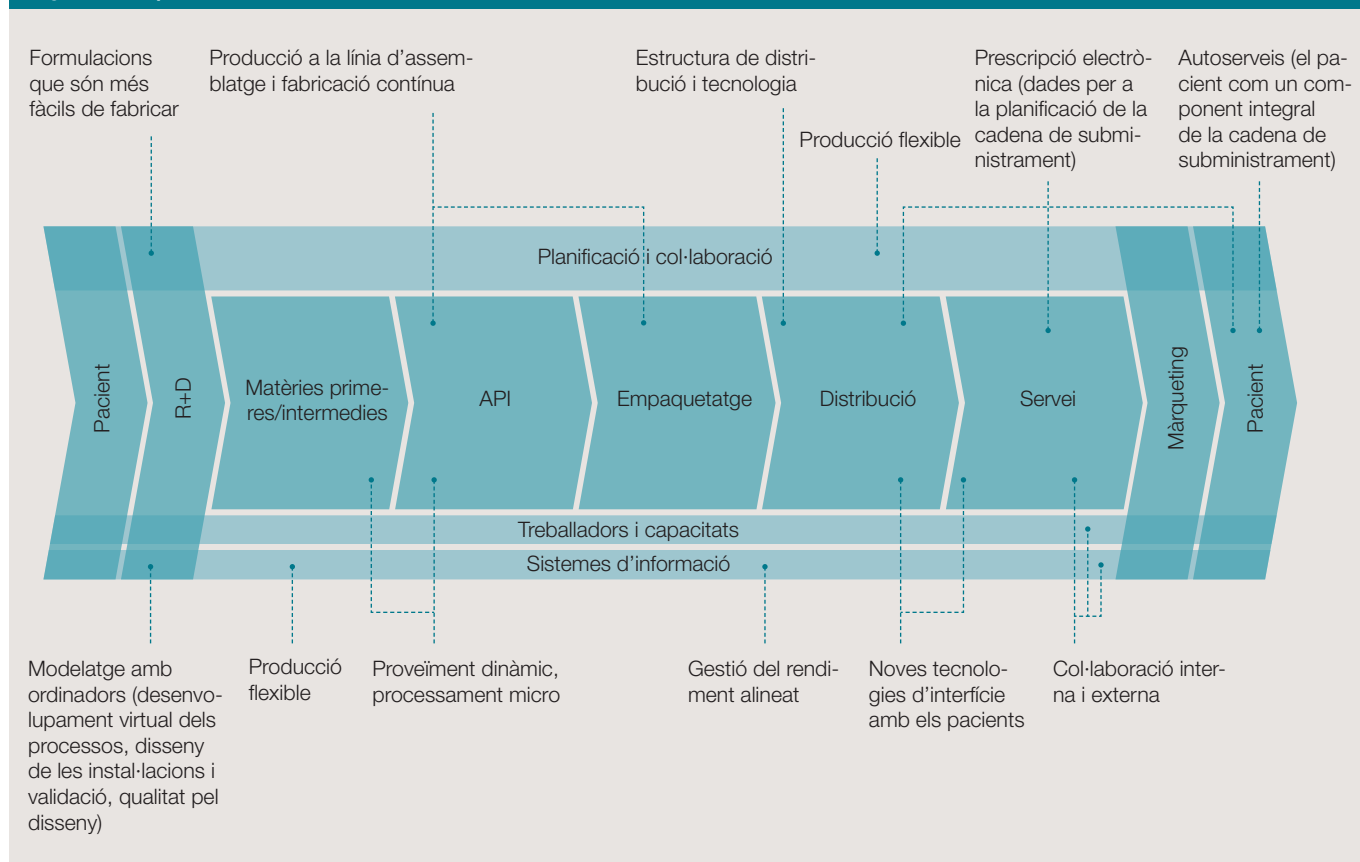 Formulacions
que són més
fàcils de fabricar
Producció a la línia d’assem-
blatge i fabricació contínua
Estructura de distri-
bució i tecnologia
Producció flexible
Prescripció electrò-
nica (dades per a
la planificació de la
cadena de submi-
nistrament)
Autoserveis (el pa-
cient com un com-
ponent integral
de la cadena de
subministrament)
Planificació i col·laboració
Pacient
R+D
Matèries prime-
res/intermedies
API
Empaquetatge
Distribució
Servei
Màrqueting
Pacient
Treballadors i capacitats
Sistemes d’informació
Modelatge amb
ordinadors (desenvo-
lupament virtual dels
processos, disseny
de les instal·lacions i
validació, qualitat pel
disseny)
Producció
flexible
Proveïment dinàmic,
processament micro
Gestió del rendi-
ment alineat
Noves tecnolo-
gies d’interfície
amb els pacients
Col·laboració inter-
na i externa